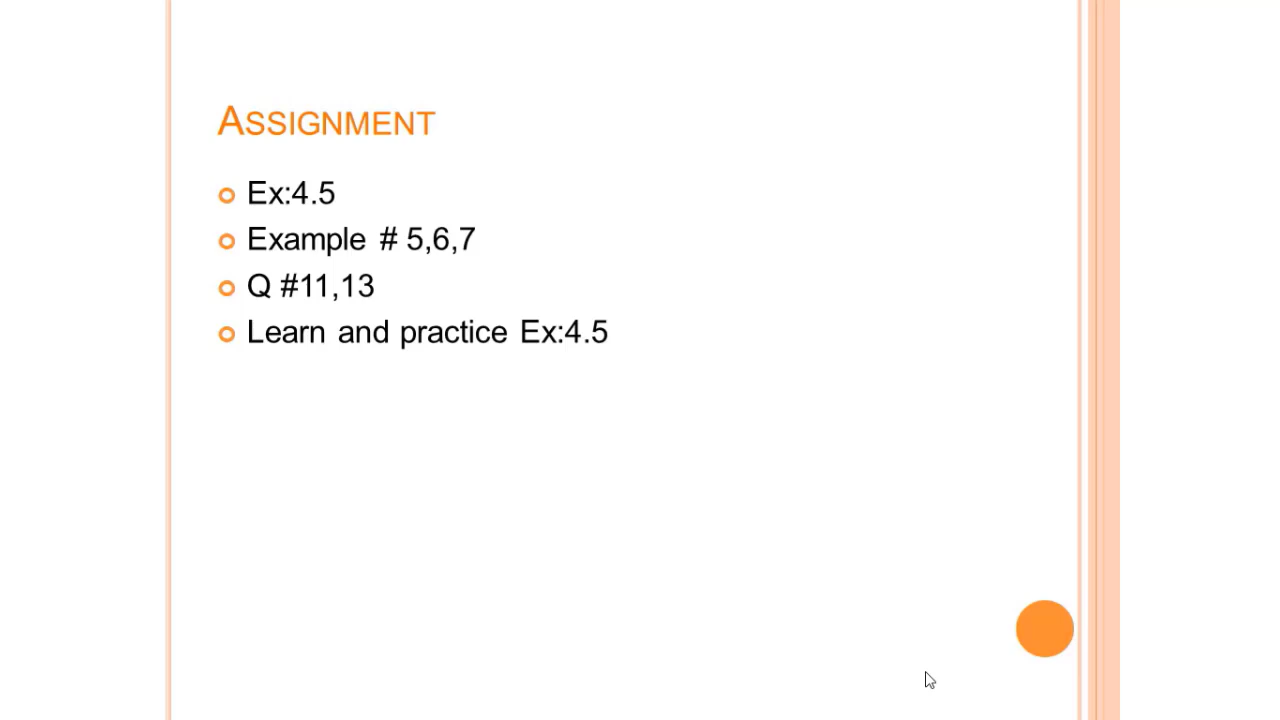 ASSIGNMENT
Ex:4.5
Example # 5,6,7
Q #11,13
Learn and practice Ex:4.5